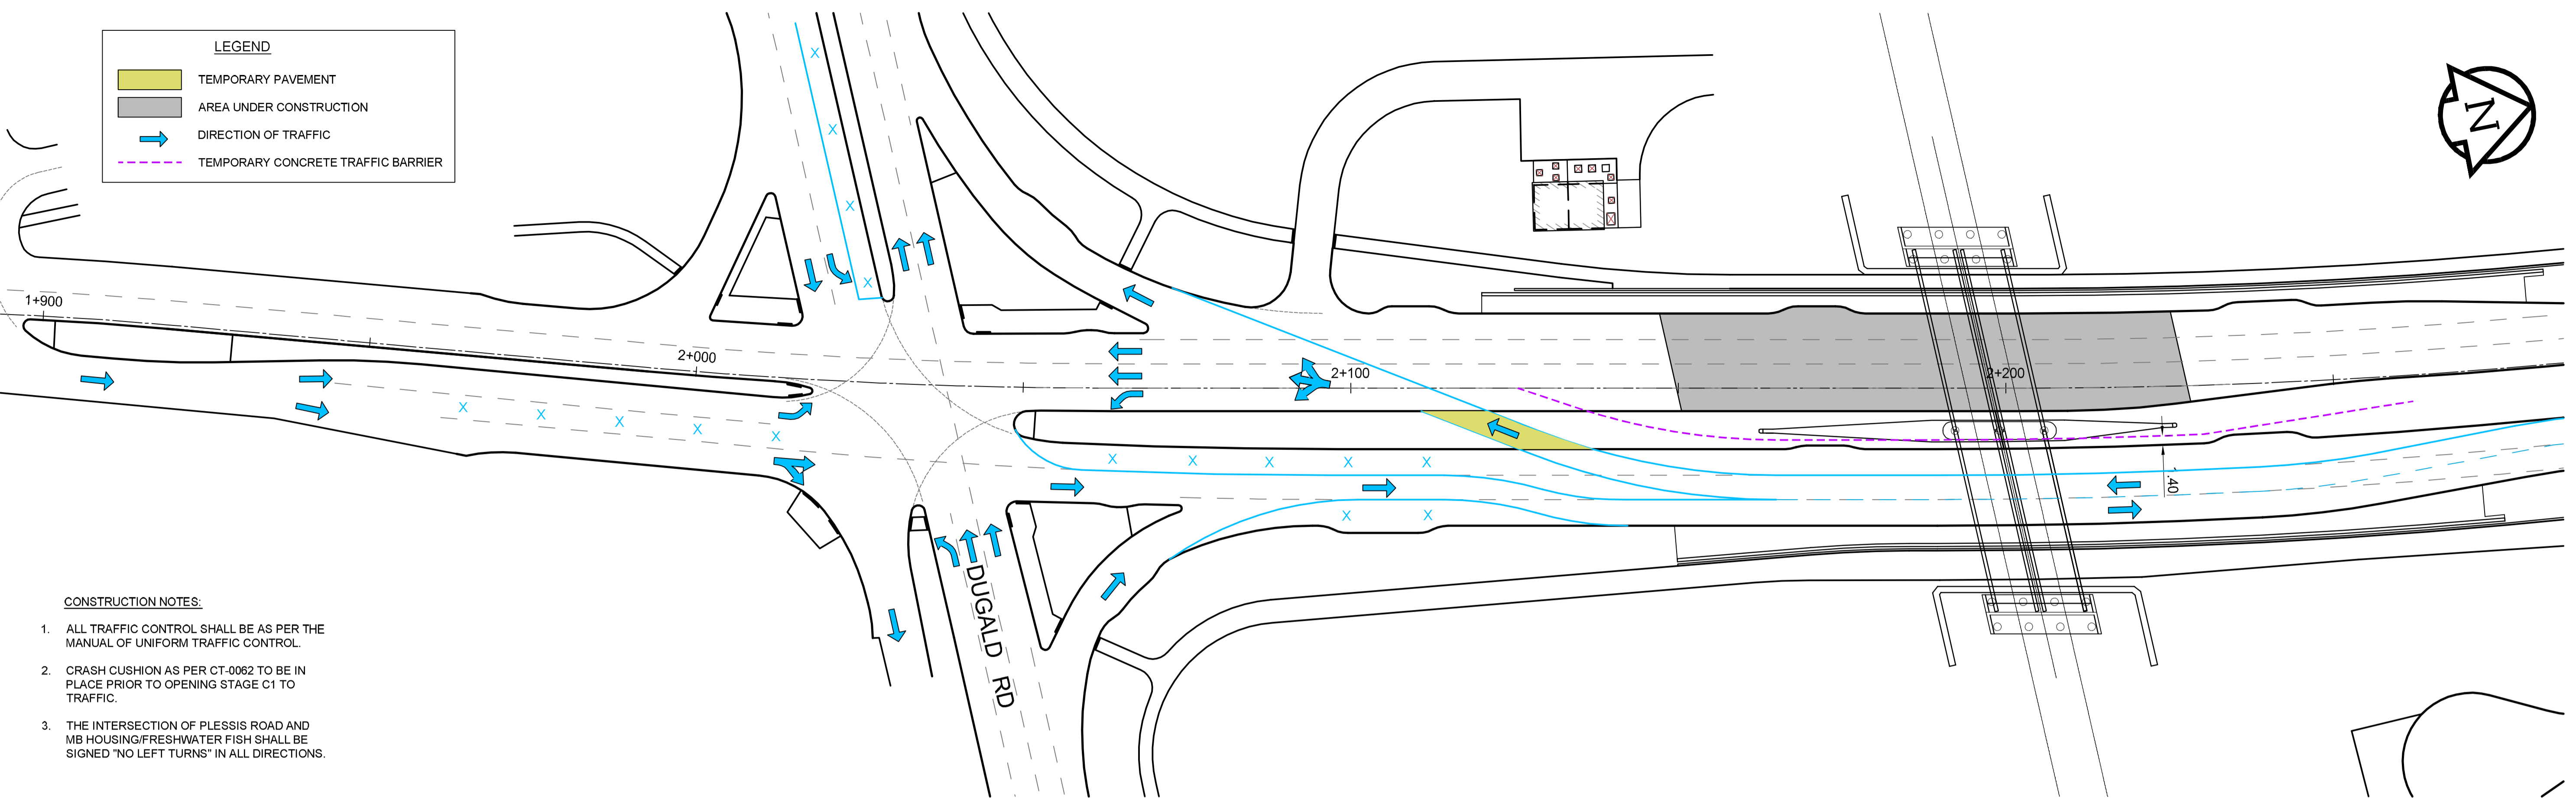 LEGEND
TEMPORARY PAVEMENT
AREA UNDER CONSTRUCTION
DIRECTION OF TRAFFIC
TEMPORARY CONCRETE TRAFFIC BARRIER
N
1+900
2+000
2+100
2+200
.40
DUGALD RD
CONSTRUCTION NOTES:
1. ALL TRAFFIC CONTROL SHALL BE AS PER THE
MANUAL OF UNIFORM TRAFFIC CONTROL.
2. CRASH CUSHION AS PER CT-0062 TO BE IN
PLACE PRIOR TO OPENING STAGE C1 TO
TRAFFIC.
3. THE INTERSECTION OF PLESSIS ROAD AND
MB HOUSING/FRESHWATER FISH SHALL BE
SIGNED "NO LEFT TURNS" IN ALL DIRECTIONS.